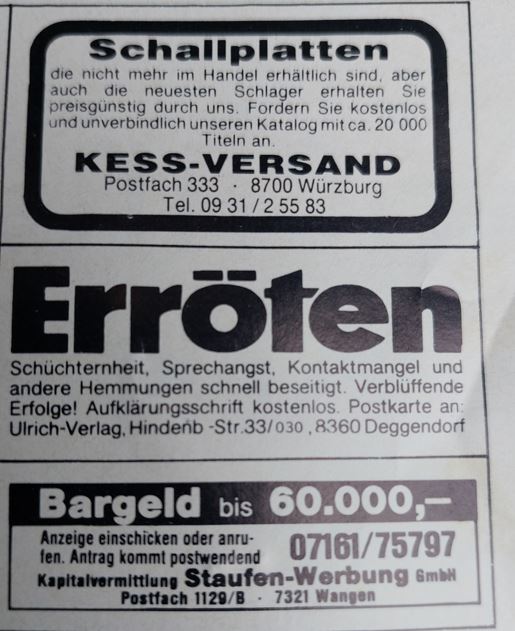 Schallplatten
die nicht mehr im Handel erhältlich sind, aber
auch die neuesten Schlager erhalten Sie
preisgünstig durch uns. Fordern Sie kostenlos
und unverbindlich unseren Katalog mit ca. 20 000
Titeln an.
KESS-VERSAND
Postfach 333 · 8700 Würzburg
Tel. 09 31 / 2 55 83
Erröten
Schüchternheit, Sprechangst, Kontaktmangel und
andere Hemmungen schnell beseitigt. Verblüffende
Erfolge! Aufklärungsschrift kostenlos. Postkarte an:
Ulrich-Verlag, Hindenb -Str. 33/030, 8360 Deggendorf
Bargeld bis 60.000,–
Anzeige einschicken oder anru-
fen. Antrag kommt postwendend
07161/75797
Kapitalvermittlung Staufen-Werbung GmbH
Postfach 1129/B · 7321 Wangen